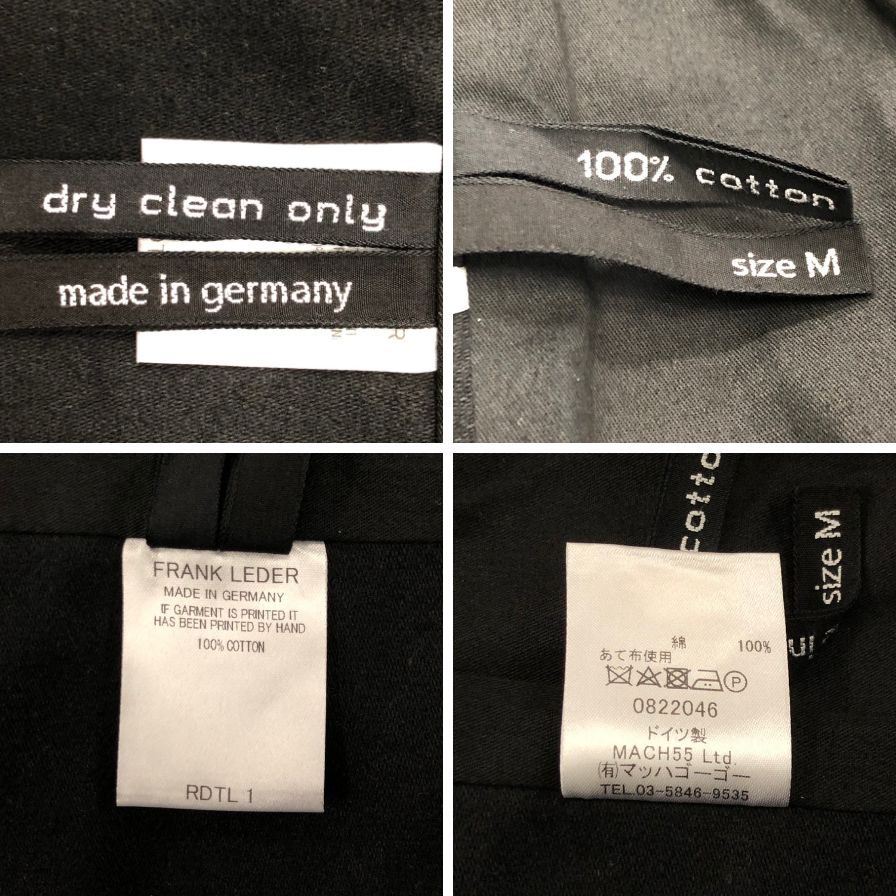 dry clean only
made in germany
R
100% cotton
size M
FRANK LEDER
MADE IN GERMANY
IF GARMENT IS PRINTED IT
HAS BEEN PRINTED BY HAND
100% COTTON
RDTL 1
cotto
size M
綿 100%
あて布使用
P
0822046
ドイツ製
MACH55 Ltd.
(有)マッハゴーゴー
TEL.03-5846-9535